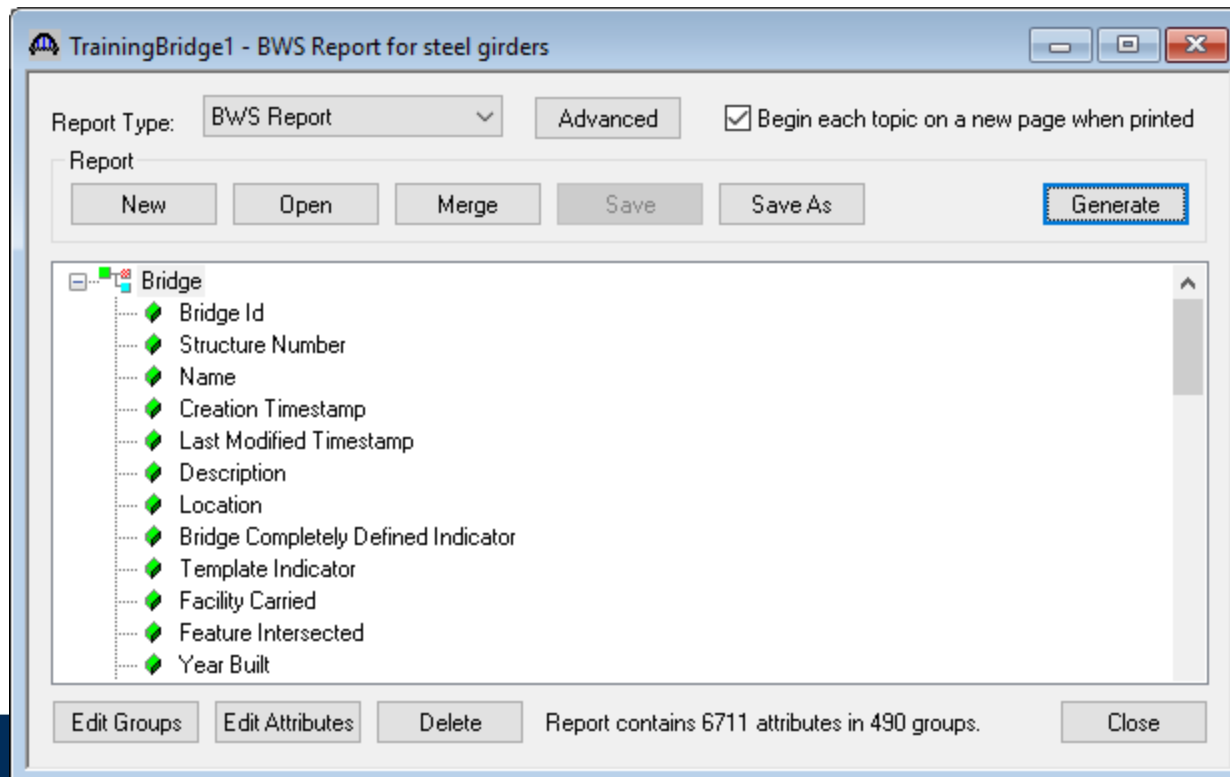 TrainingBridge1 - BWS Report for steel girders
Report Type: BWS Report Advanced Begin each topic on a new page when printed
Report
New Open Merge Save Save As Generate
Bridge
Bridge Id
Structure Number
Name
Creation Timestamp
Last Modified Timestamp
Description
Location
Bridge Completely Defined Indicator
Template Indicator
Facility Carried
Feature Intersected
Year Built
Edit Groups Edit Attributes Delete Report contains 6711 attributes in 490 groups. Close